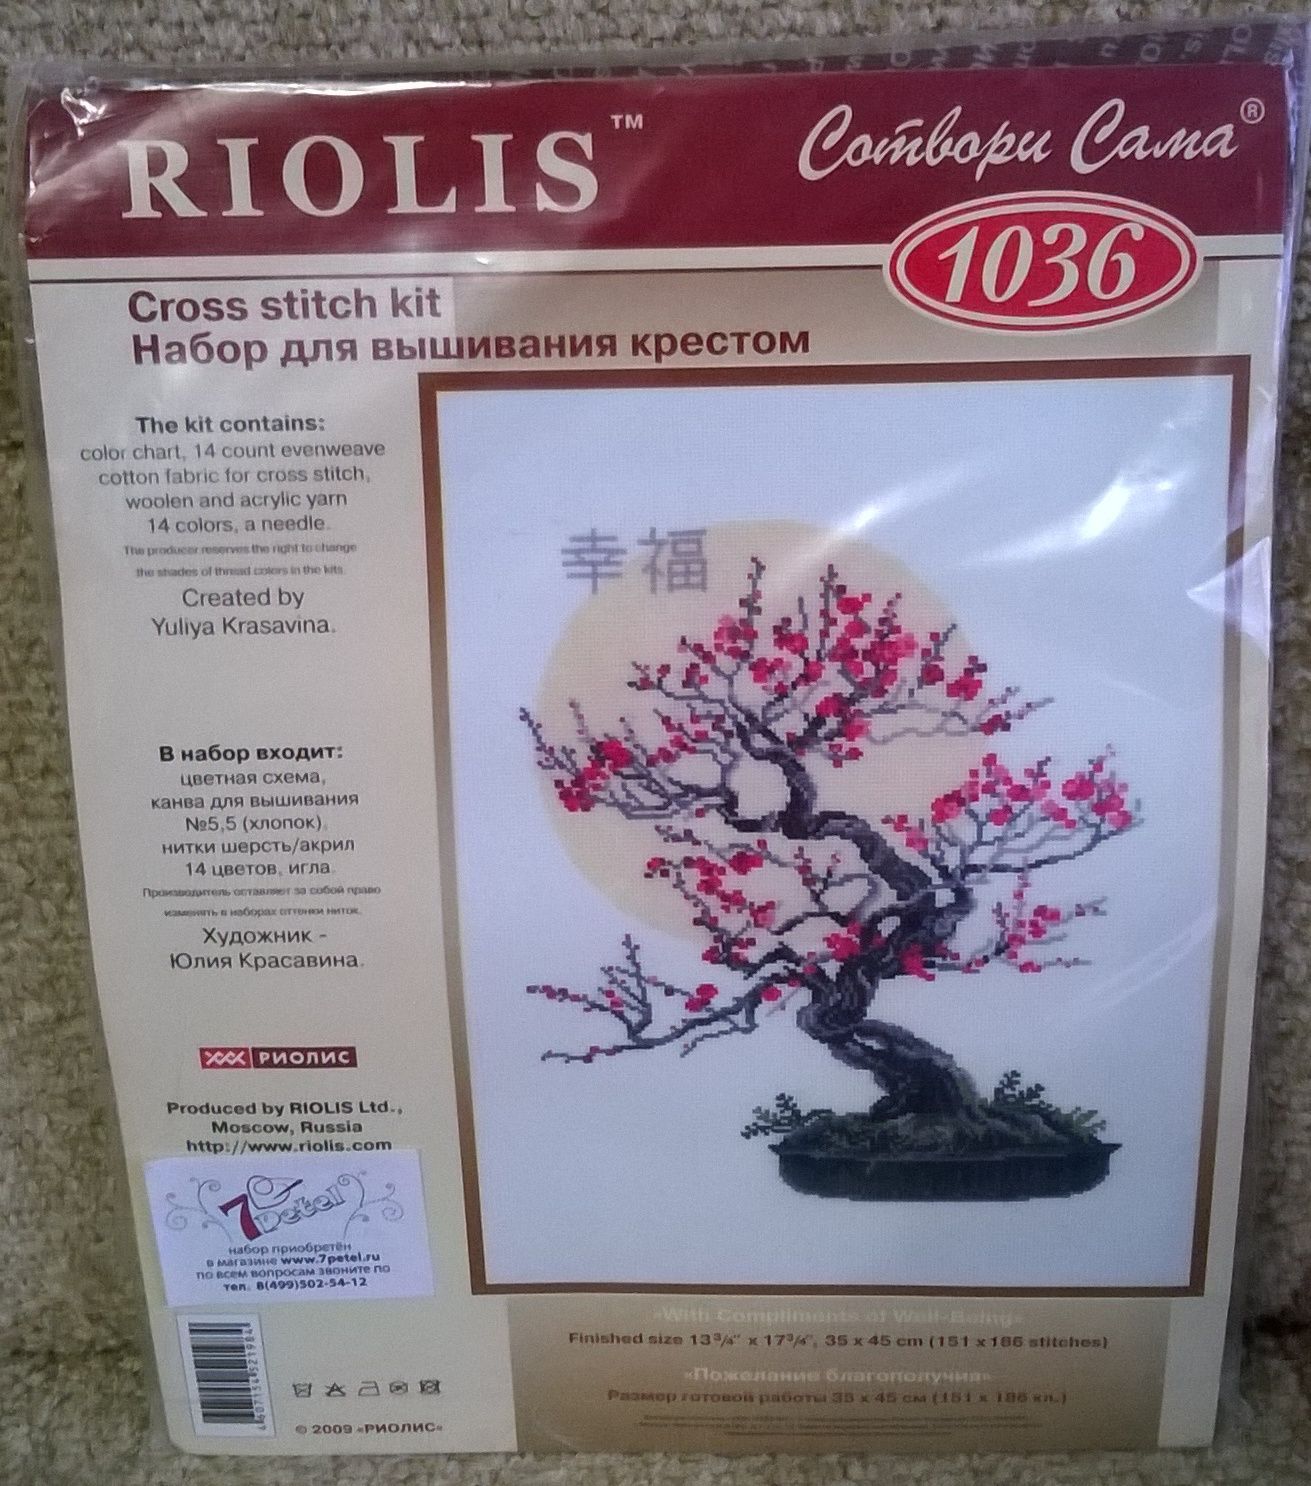 RIOLIS™
Сотвори Сама®
1036
Cross stitch kit
Набор для вышивания крестом
The kit contains:
color chart, 14 count evenweave
cotton fabric for cross stitch,
woolen and acrylic yarn
14 colors, a needle.
The producer reserves the right to change
the shades of thread colors in the kits.
Created by
Yuliya Krasavina.
幸福
В набор входит:
цветная схема,
канва для вышивания
№5,5 (хлопок),
нитки шерсть/акрил
14 цветов, игла.
Производитель оставляет за собой право
изменять в наборах оттенки ниток.
Художник -
Юлия Красавина.
РИОЛИС
Produced by RIOLIS Ltd.,
Moscow, Russia
http://www.riolis.com
7 Petel
набор приобретён
в магазине www.7petel.ru
по всем вопросам звоните по
тел. 8(499)502-54-12
«With Compliments of Well-Being»
Finished size 13¾" x 17¾", 35 x 45 cm (151 x 186 stitches)
«Пожелание благополучия»
Размер готовой работы 35 x 45 см (151 x 186 кл.)
4607154521984
© 2009 «РИОЛИС»